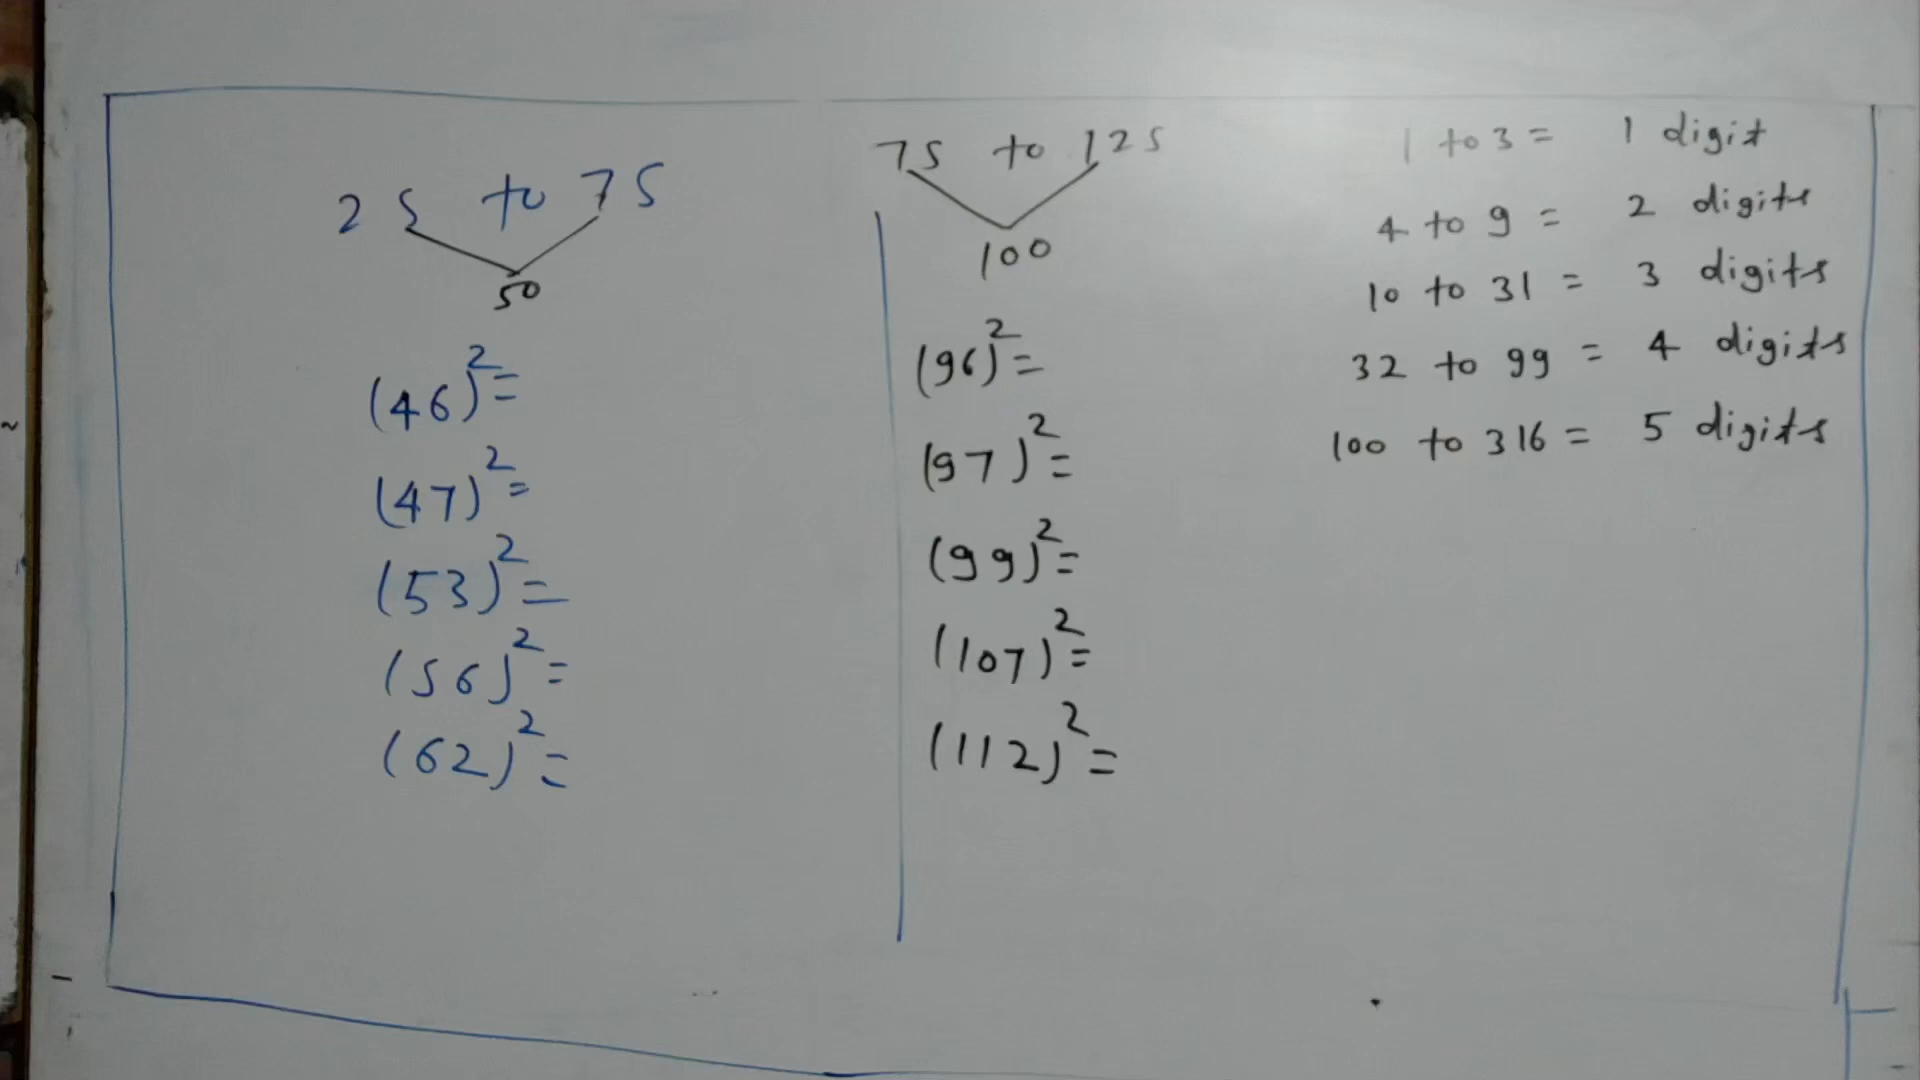 25 to 75
50
(46)²=
(47)²=
(53)²=
(56)²=
(62)²=
75 to 125
100
(96)²=
(97)²=
(99)²=
(107)²=
(112)²=
1 to 3 = 1 digit
4 to 9 = 2 digits
10 to 31 = 3 digits
32 to 99 = 4 digits
100 to 316 = 5 digits